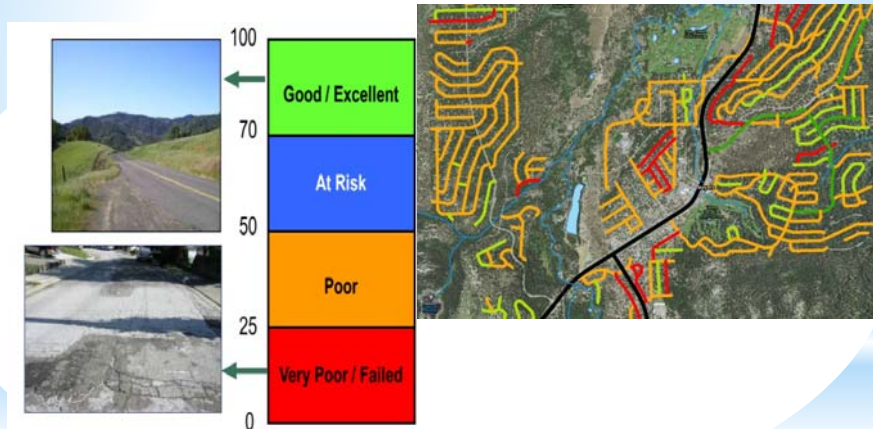 100
Good / Excellent
70
At Risk
50
Poor
25
Very Poor / Failed
0